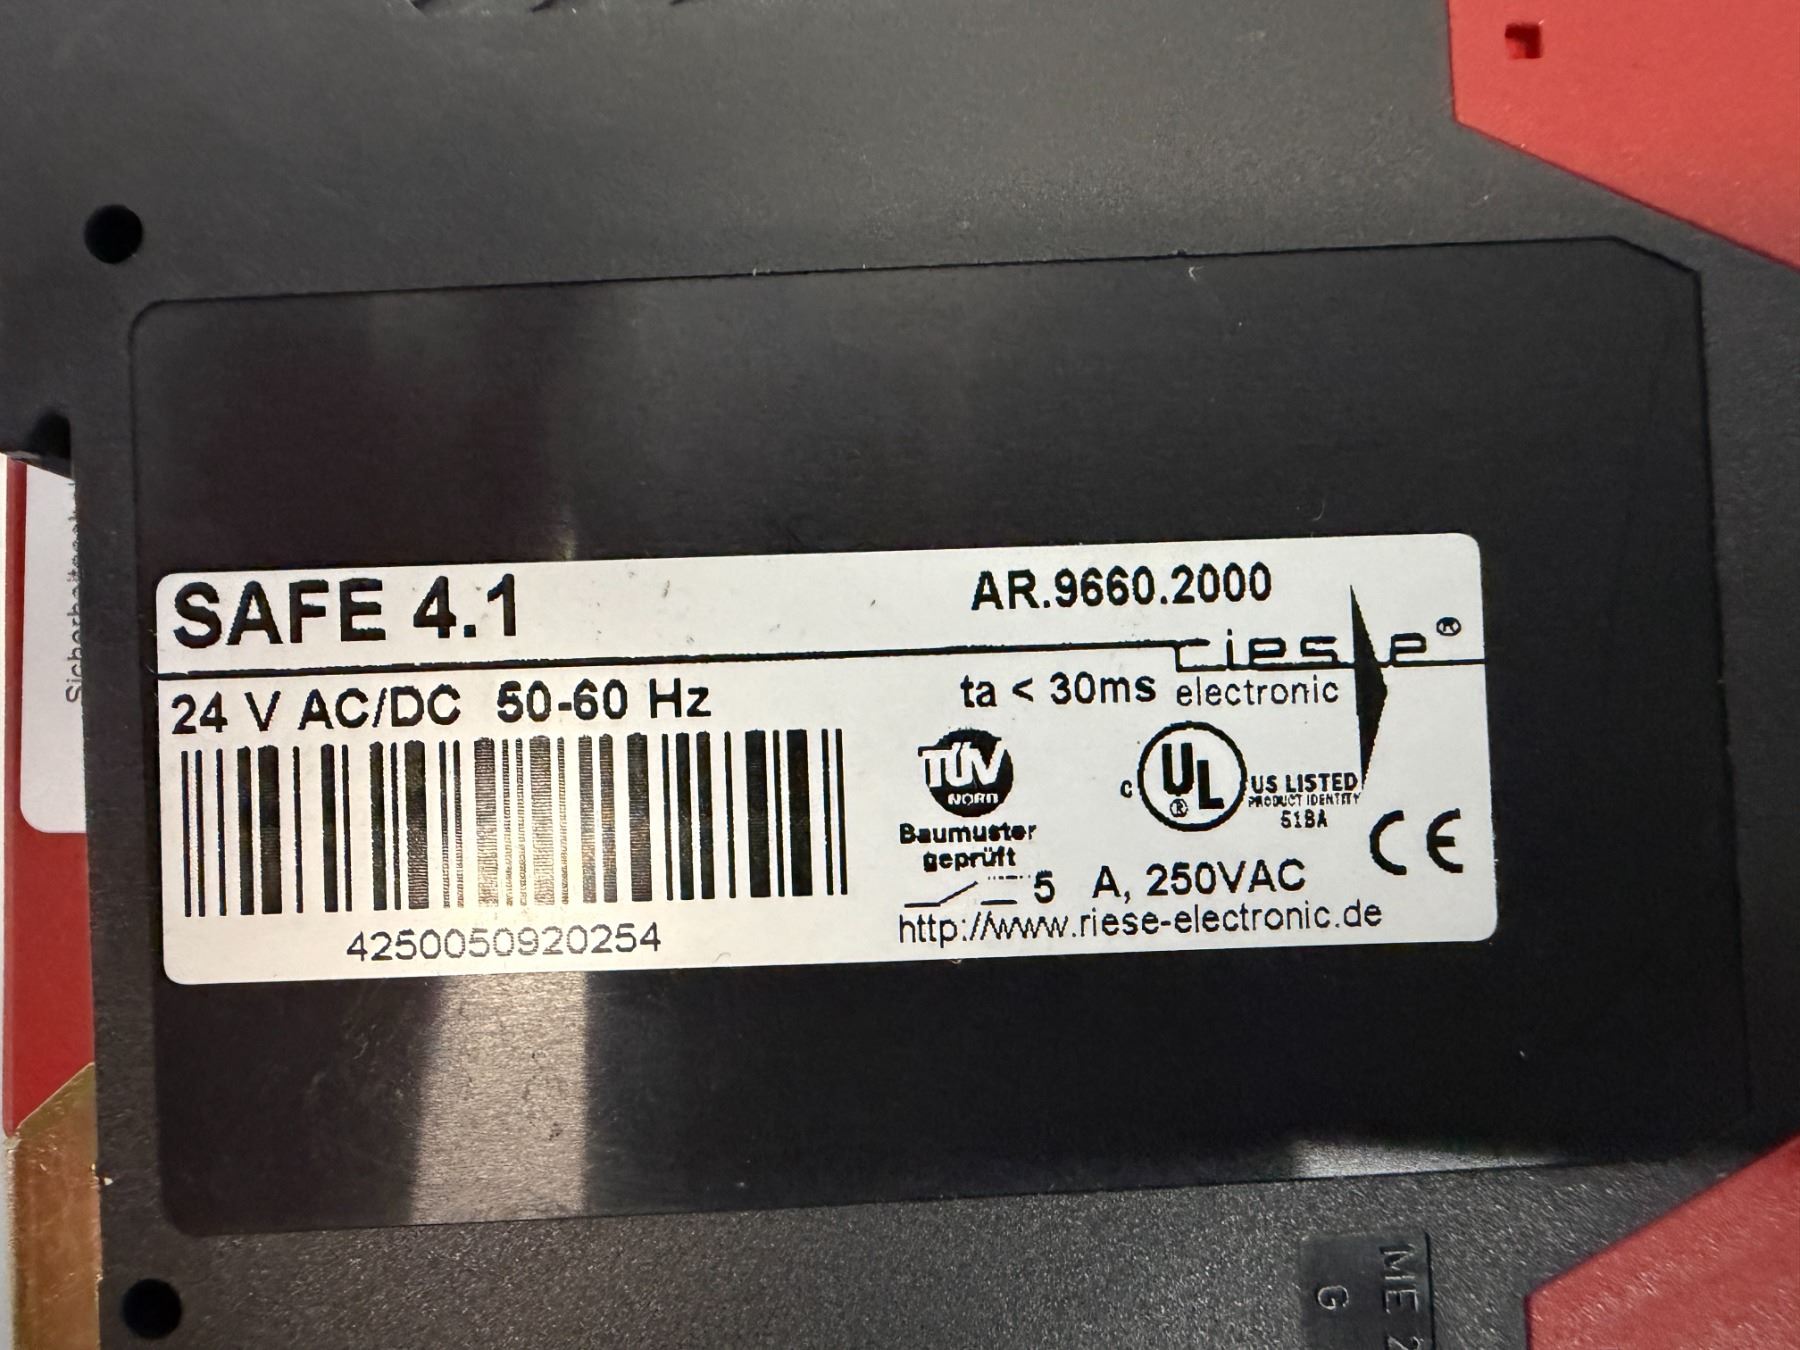 SAFE 4.1
AR.9660.2000
riese®
24 V AC/DC 50-60 Hz
ta < 30ms
electronic
TÜV
NORD
Baumuster
geprüft
C UL® US LISTED
PRODUCT IDENTITY
518A
CE
5 A, 250VAC
http://www.riese-electronic.de
4250050920254
ME
G